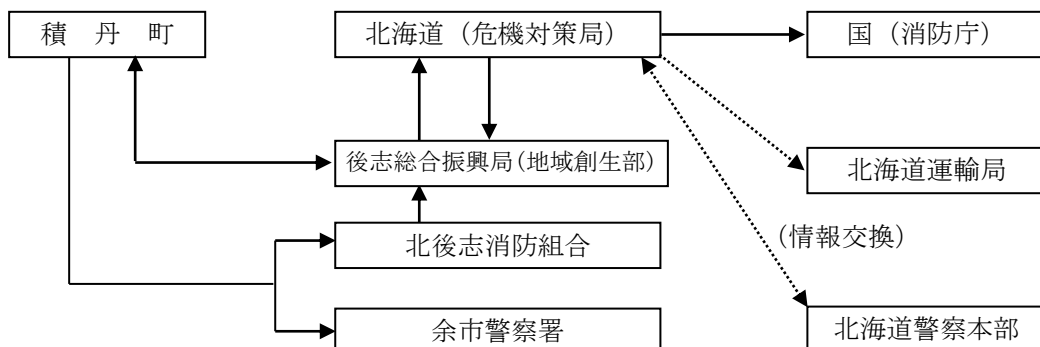 積 丹 町
北海道（危機対策局）
国（消防庁）
後志総合振興局(地域創生部)
北海道運輸局
北後志消防組合
（情報交換）
余市警察署
北海道警察本部